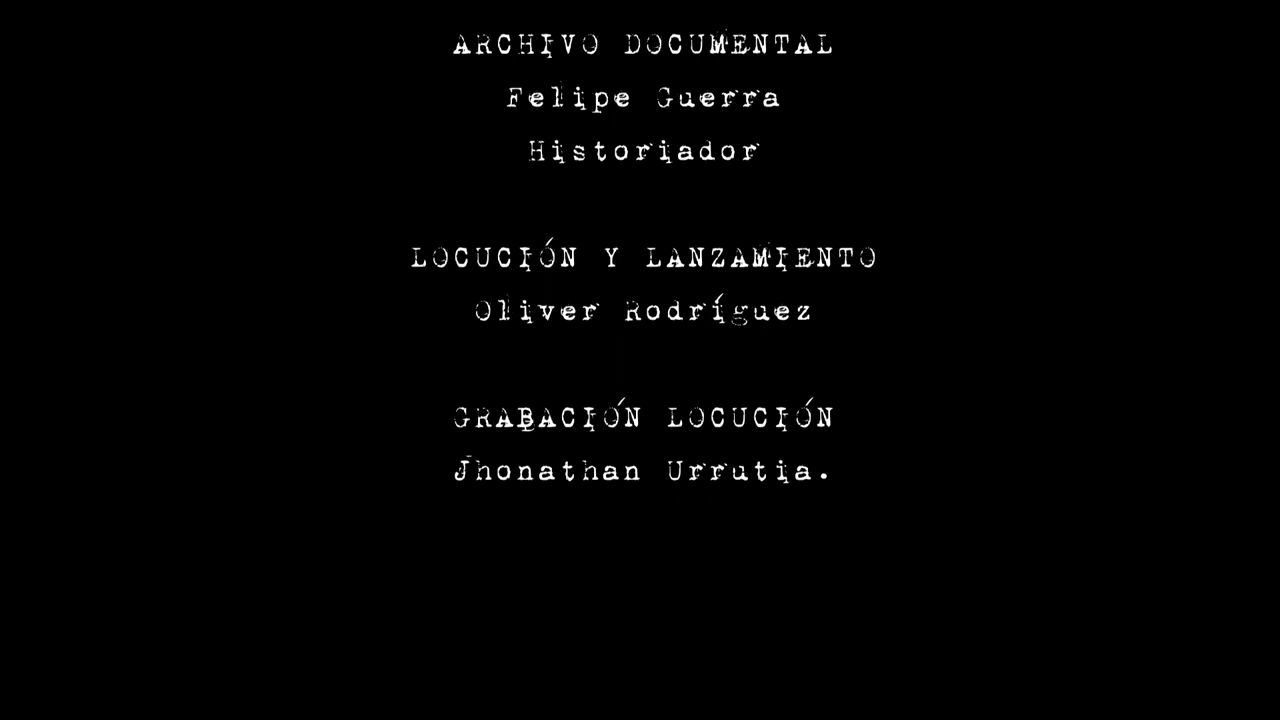 ARCHIVO DOCUMENTAL
Felipe Guerra
Historiador
LOCUCIÓN Y LANZAMIENTO
Oliver Rodríguez
GRABACIÓN LOCUCIÓN
Jhonathan Urrutia.